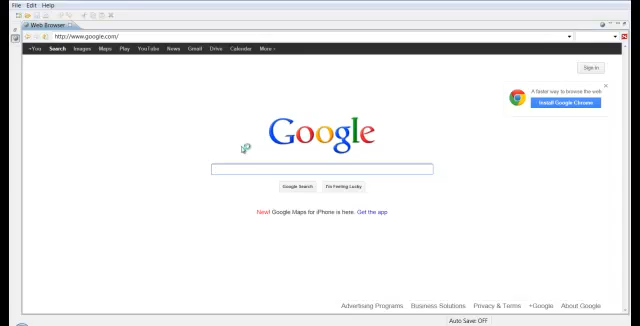 File Edit Help
Web Browser
http://www.google.com/
+You Search Images Maps Play YouTube News Gmail Drive Calendar More
Sign in
A faster way to browse the web
Install Google Chrome
Google
Google Search I'm Feeling Lucky
New! Google Maps for iPhone is here. Get the app
Advertising Programs Business Solutions Privacy & Terms +Google About Google
Auto Save: OFF